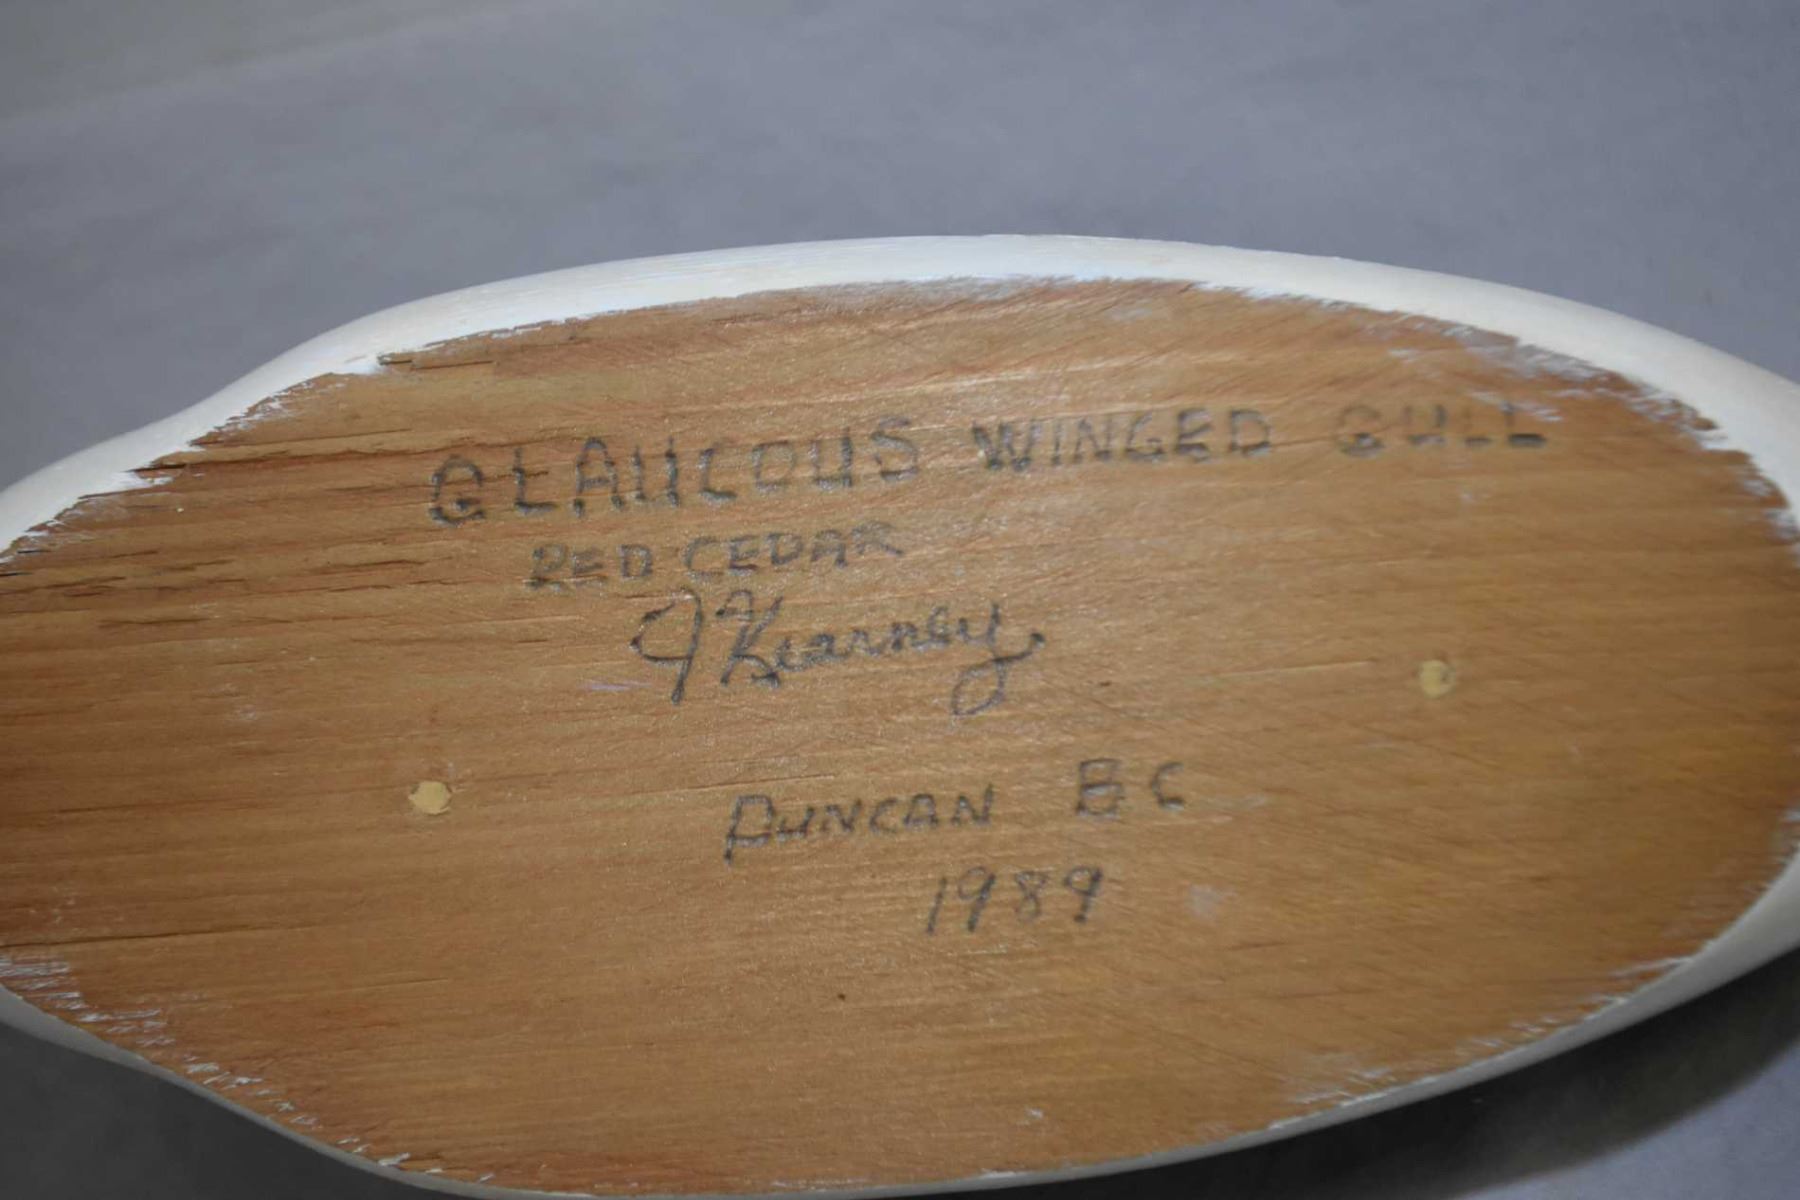 GLAUCOUS WINGED GULL
RED CEDAR
J Kearney
DUNCAN BC
1989